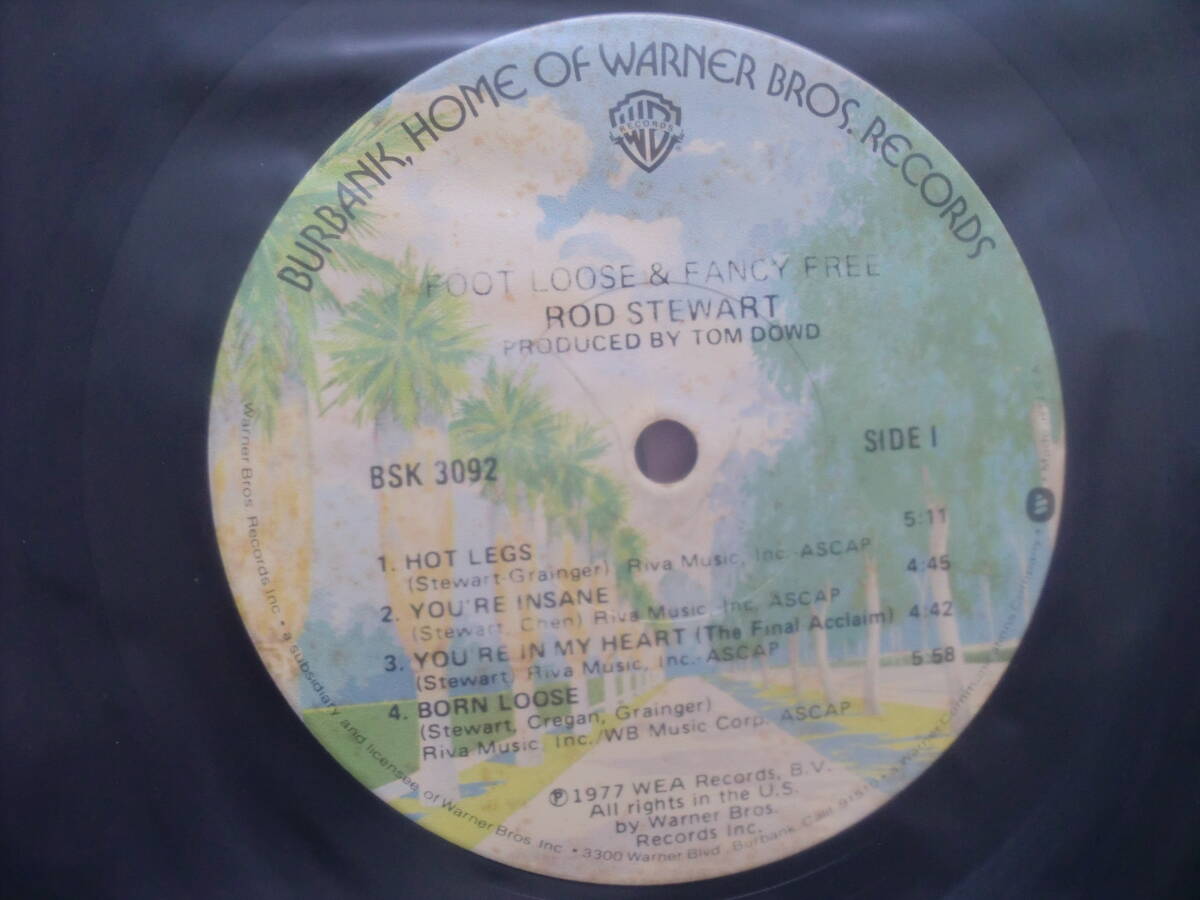 BURBANK, HOME OF WARNER BROS. RECORDS
WB
RECORDS
FOOT LOOSE & FANCY FREE
ROD STEWART
PRODUCED BY TOM DOWD
BSK 3092
SIDE I
5:11
1. HOT LEGS
(Stewart-Grainger) Riva Music, Inc.-ASCAP
4:45
2. YOU'RE INSANE
(Stewart, Chen) Riva Music, Inc. ASCAP
3. YOU'RE IN MY HEART (The Final Acclaim) 4:42
(Stewart) Riva Music, Inc.-ASCAP
5:58
4. BORN LOOSE
(Stewart, Cregan, Grainger)
Riva Music, Inc./WB Music Corp. ASCAP
℗1977 WEA Records, B.V.
All rights in the U.S.
by Warner Bros.
Records Inc.
Warner Bros. Records Inc. • a subsidiary and licensee of Warner Bros. Inc. • 3300 Warner Blvd., Burbank, Calif. 91510 • a Warner Communications Company